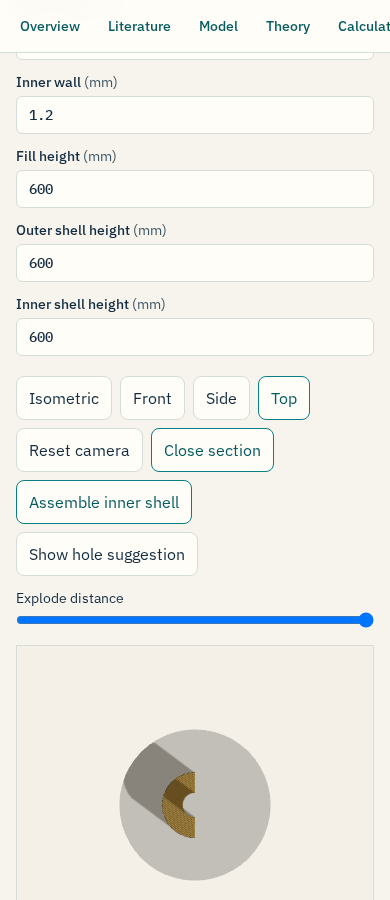 Overview Literature Model Theory Calculat
Inner wall (mm)
1.2
Fill height (mm)
600
Outer shell height (mm)
600
Inner shell height (mm)
600
Isometric Front Side Top
Reset camera Close section
Assemble inner shell
Show hole suggestion
Explode distance